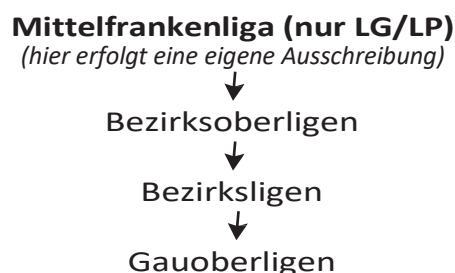 Mittelfrankenliga (nur LG/LP)
(hier erfolgt eine eigene Ausschreibung)
Bezirksoberligen
Bezirksligen
Gauoberligen